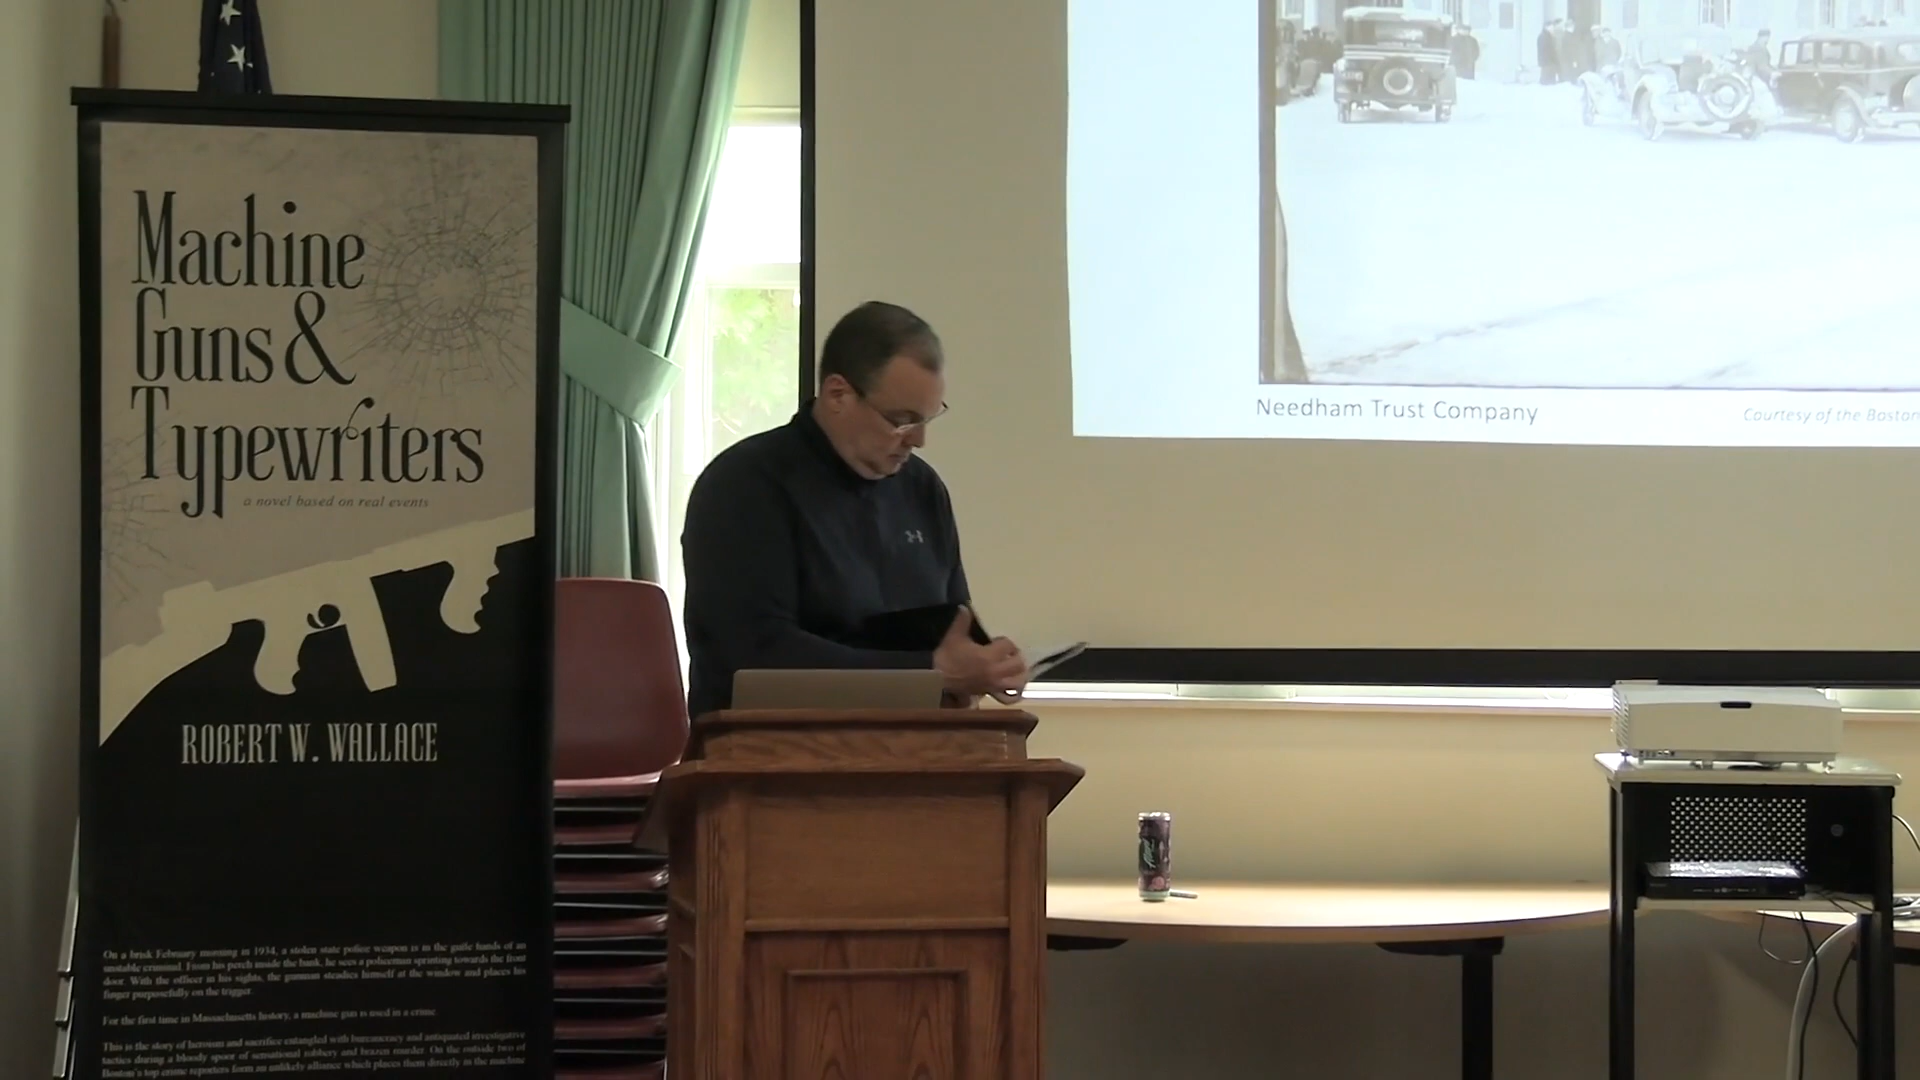 Machine
Guns &
Typewriters
a novel based on real events
ROBERT W. WALLACE
On a brisk February morning in 1934, a stolen state police weapon is in the guilty hands of an
unstable criminal. From his perch inside the bank, he sees a policeman sprinting towards the front
door. With the officer in his sights, the gunman steadies himself at the window and places his
finger purposefully on the trigger.
For the first time in Massachusetts history, a machine gun is used in a crime.
This is the story of heroism and sacrifice entangled with bureaucracy and antiquated investigative
tactics during a bloody spoor of sensational robbery and brazen murder. On the outside two of
Boston's top crime reporters form an unlikely alliance which places them directly in the machine
Needham Trust Company
Courtesy of the Boston